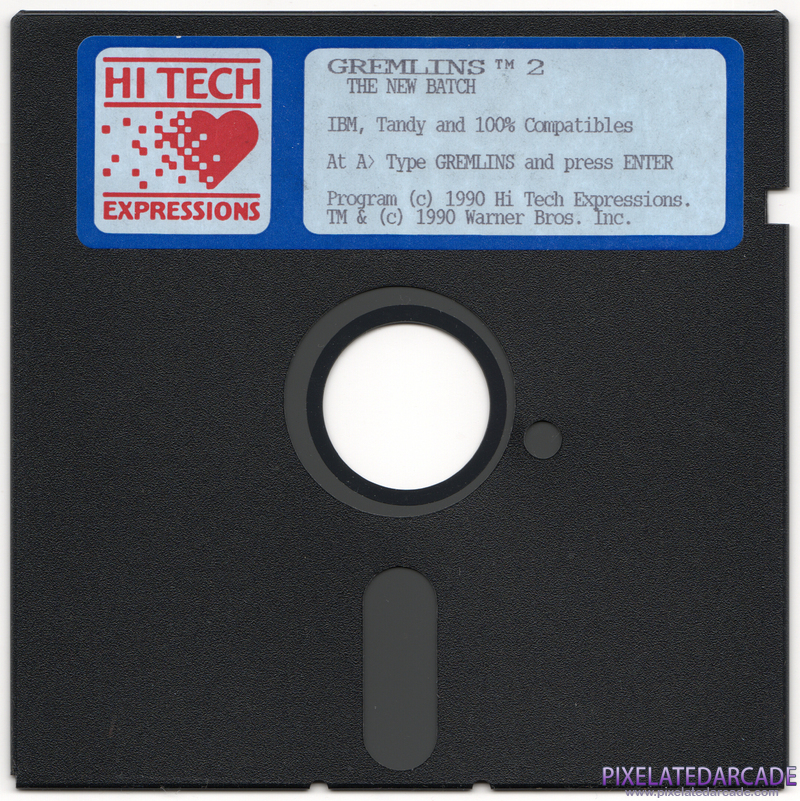 HI TECH
EXPRESSIONS
GREMLINS ™ 2
THE NEW BATCH
IBM, Tandy and 100% Compatibles
At A> Type GREMLINS and press ENTER
Program (c) 1990 Hi Tech Expressions.
TM & (c) 1990 Warner Bros. Inc.
PIXELATEDARCADE
www.pixelatedarcade.com